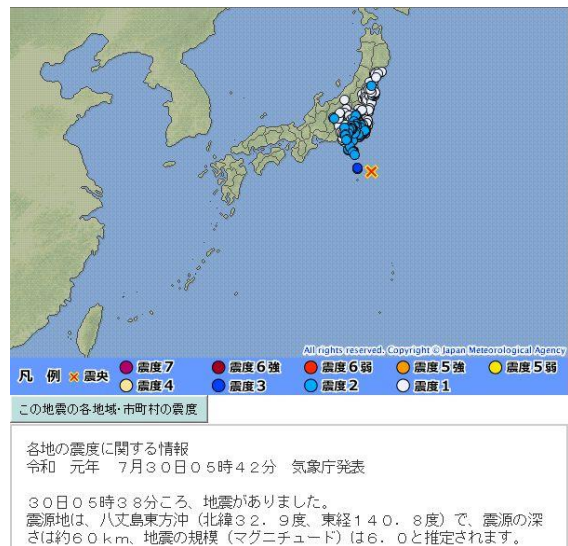 All rights reserved. Copyright © Japan Meteorological Agency
凡 例 震央 震度7 震度6強 震度6弱 震度5強 震度5弱
震度4 震度3 震度2 震度1
この地震の各地域・市町村の震度
各地の震度に関する情報
令和 元年 7月30日05時42分 気象庁発表
30日05時38分ころ、地震がありました。
震源地は、八丈島東方沖(北緯32.9度、東経140.8度)で、震源の深
さは約60km、地震の規模(マグニチュード)は6.0と推定されます。